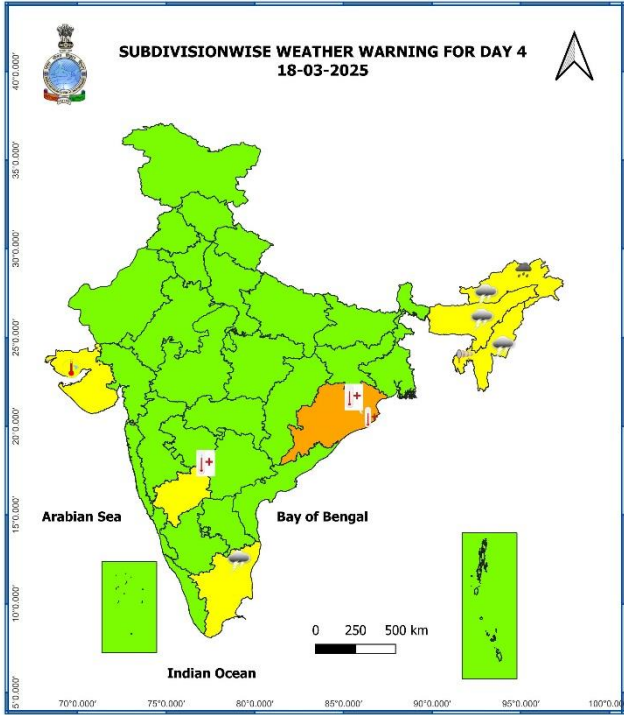 SUBDIVISIONWISE WEATHER WARNING FOR DAY 4
18-03-2025
40°0.000'
35°0.000'
30°0.000'
25°0.000'
20°0.000'
15°0.000'
10°0.000'
5°0.000'
Arabian Sea
Bay of Bengal
0 250 500 km
Indian Ocean
70°0.000' 75°0.000' 80°0.000' 85°0.000' 90°0.000' 95°0.000' 100°0.000'